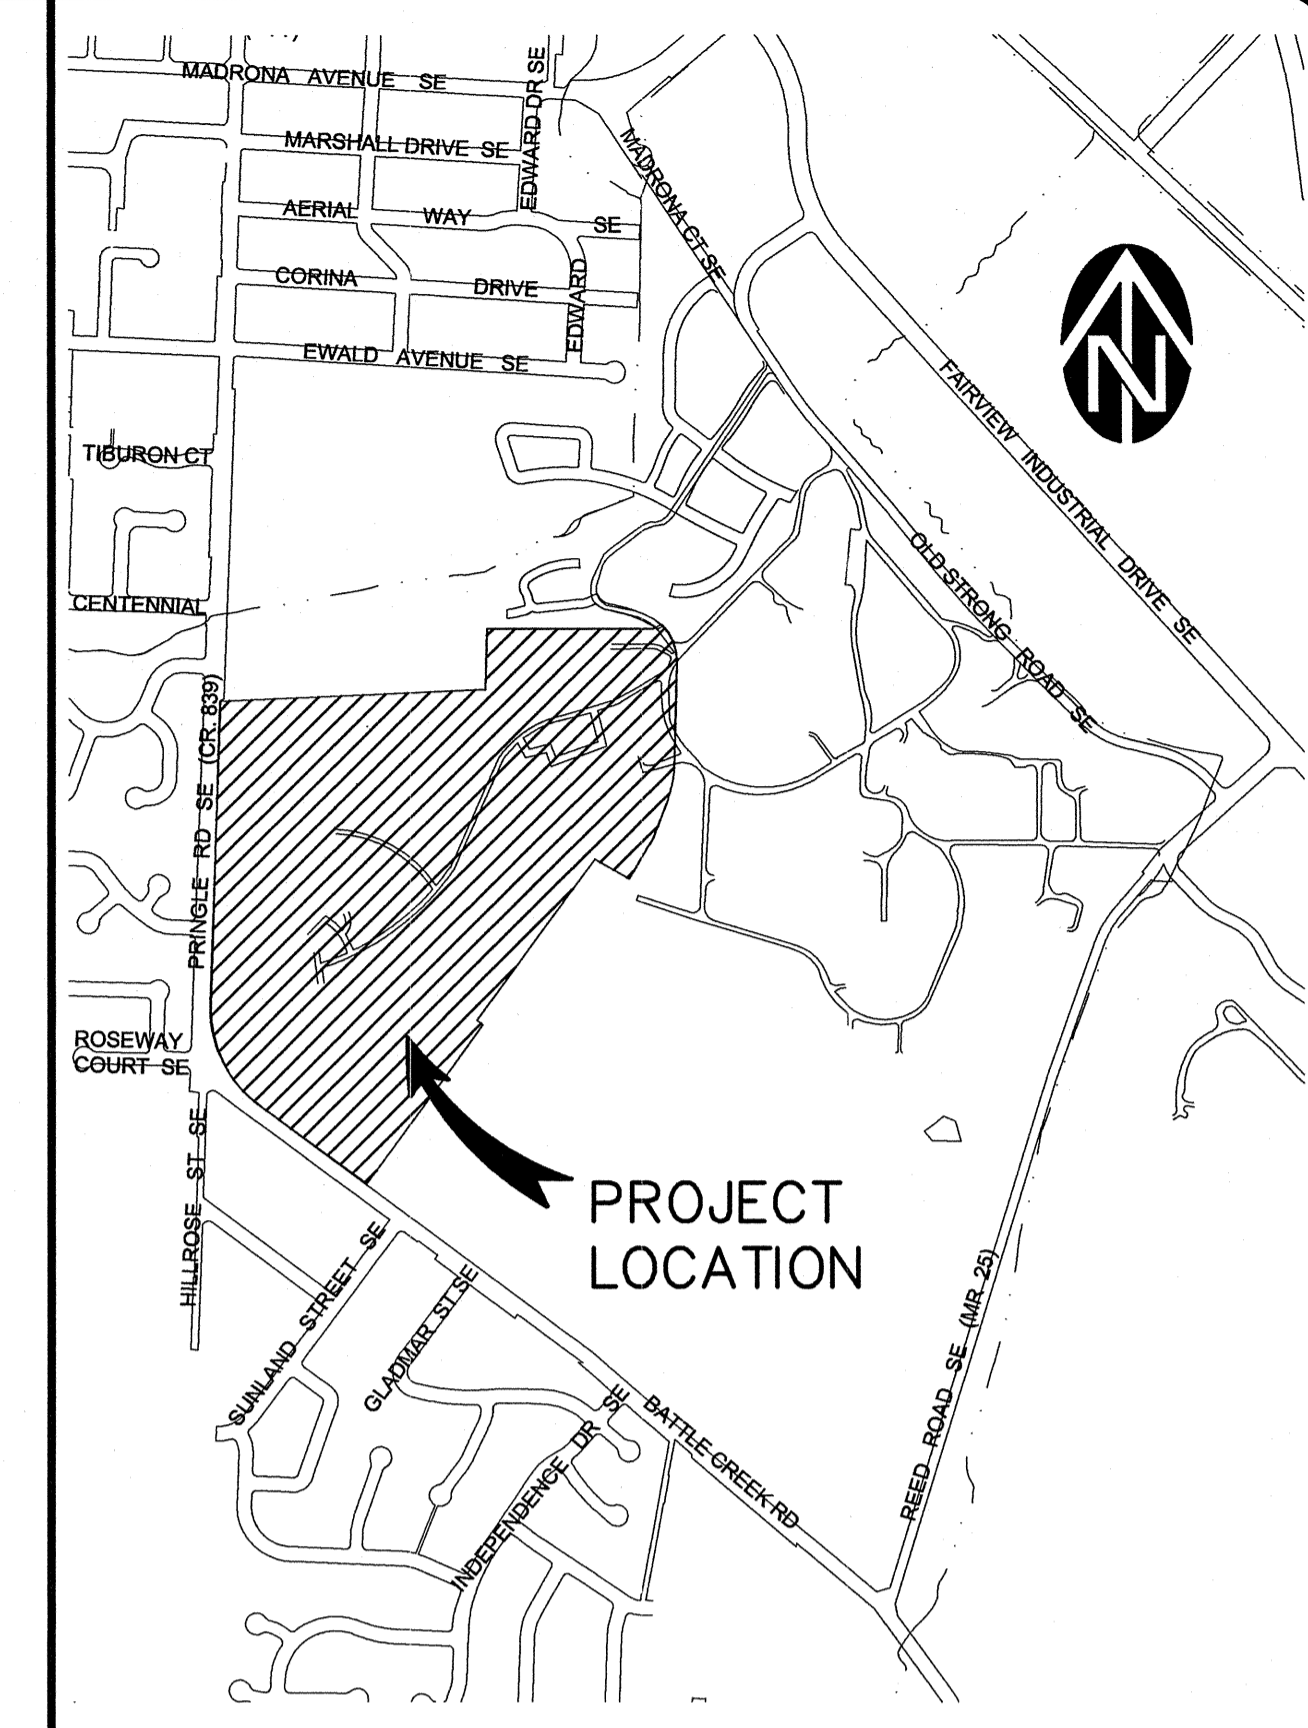 MADRONA AVENUE SE
EDWARD DR SE
MARSHALL DRIVE SE
MADRONA CT SE
AERIAL WAY SE
CORINA DRIVE
EDWARD
EWALD AVENUE SE
N
FAIRVIEW INDUSTRIAL DRIVE SE
TIBURON CT
OLD STRONG ROAD SE
CENTENNIAL
PRINGLE RD SE (CR. 839)
ROSEWAY
COURT SE
HILLROSE ST SE
PROJECT
LOCATION
SUNLAND STREET SE
GLADMAR ST SE
INDEPENDENCE DR SE
BATTLE CREEK RD
REED ROAD SE (MR 25)